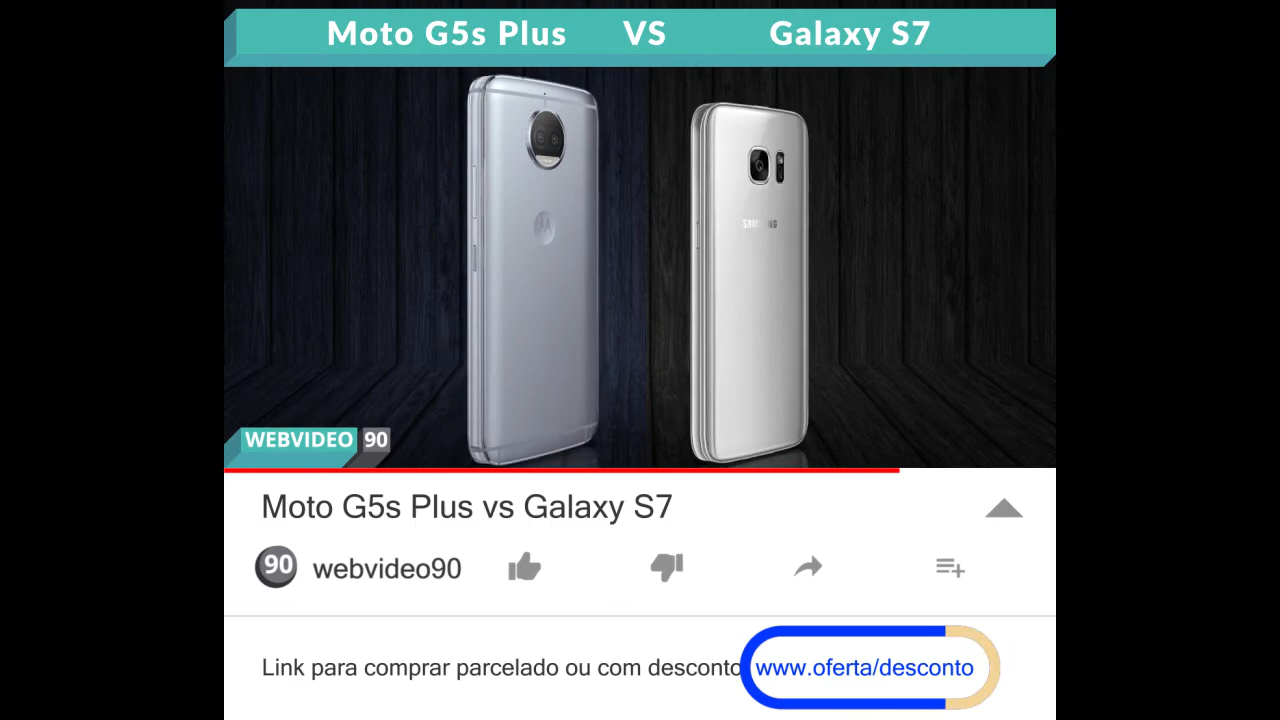 Moto G5s Plus VS Galaxy S7
SAMSUNG
WEBVIDEO 90
Moto G5s Plus vs Galaxy S7
90 webvideo90
Link para comprar parcelado ou com desconto www.oferta/desconto